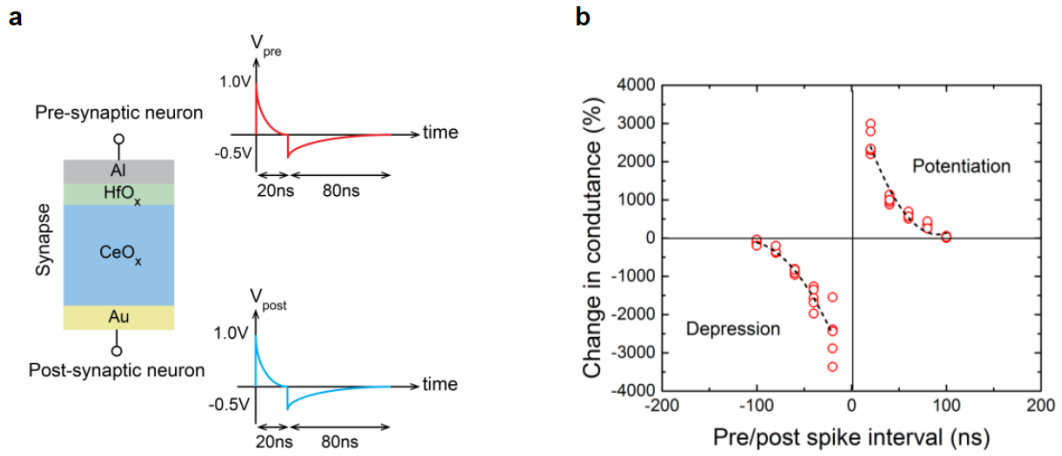 a
V pre
1.0V
-0.5V
time
20ns
80ns
Pre-synaptic neuron
Al
HfOx
CeOx
Au
Synapse
Post-synaptic neuron
V post
1.0V
-0.5V
time
20ns
80ns
b
Change in condutance (%)
4000
3000
2000
1000
0
-1000
-2000
-3000
-4000
Potentiation
Depression
-200
-100
0
100
200
Pre/post spike interval (ns)